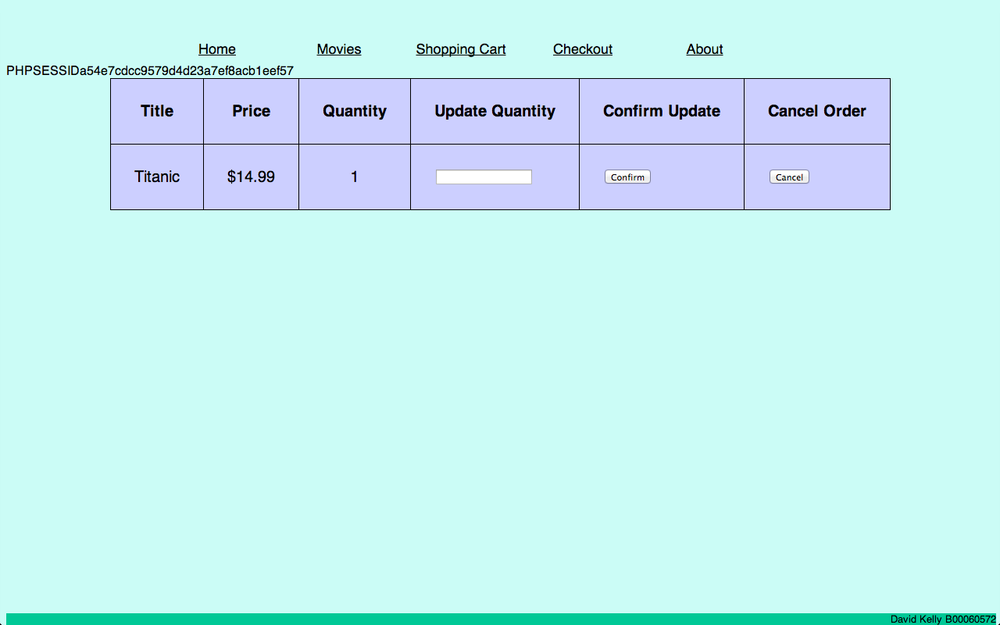 Home Movies Shopping Cart Checkout About
PHPSESSIDa54e7cdcc9579d4d23a7ef8acb1eef57
Title Price Quantity Update Quantity Confirm Update Cancel Order
Titanic $14.99 1 Confirm Cancel
David Kelly B00060572